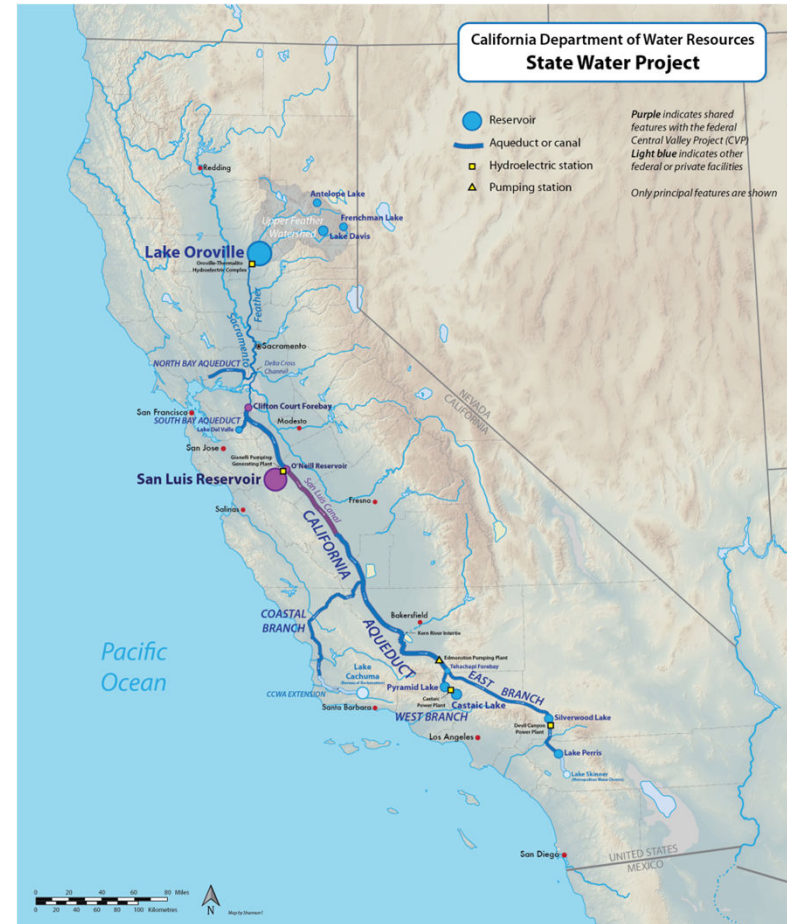 California Department of Water Resources
State Water Project
Reservoir
Aqueduct or canal
Hydroelectric station
Pumping station
Purple indicates shared
features with the federal
Central Valley Project (CVP)
Light blue indicates other
federal or private facilities
Only principal features are shown
Redding
Antelope Lake
Frenchman Lake
Upper Feather
Watershed
Lake Davis
Lake Oroville
Oroville-Thermalito
Hydroelectric Complex
Feather
Sacramento
Sacramento
NORTH BAY AQUEDUCT
Delta Cross
Channel
Clifton Court Forebay
San Francisco
SOUTH BAY AQUEDUCT
Lake Del Valle
Modesto
San Jose
Gianelli Pumping-
Generating Plant
O'Neill Reservoir
San Luis Reservoir
San Luis Canal
Fresno
Salinas
NEVADA
CALIFORNIA
CALIFORNIA
AQUEDUCT
COASTAL
BRANCH
Bakersfield
Kern River Intertie
Edmonston Pumping Plant
Tehachapi Forebay
Pacific
Ocean
Lake
Cachuma
CCWA EXTENSION
Pyramid Lake
Castaic
Power Plant
Castaic Lake
EAST BRANCH
Santa Barbara
WEST BRANCH
Silverwood Lake
Devil Canyon
Power Plant
Los Angeles
Lake Perris
Lake Skinner
San Diego
UNITED STATES
MEXICO
0 20 40 60 80 Miles
0 20 40 60 80 100 Kilometres
N
Map by Shannon1